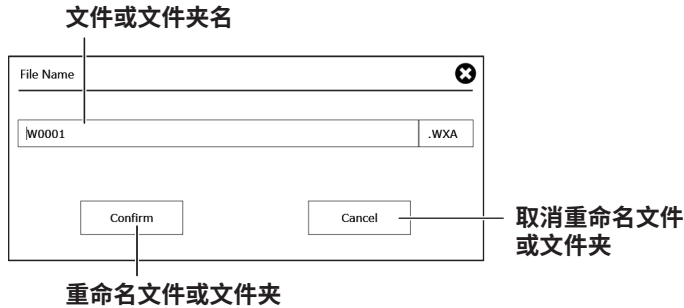 文件或文件夹名
File Name
W0001
.WXA
Confirm
Cancel
取消重命名文件
或文件夹
重命名文件或文件夹